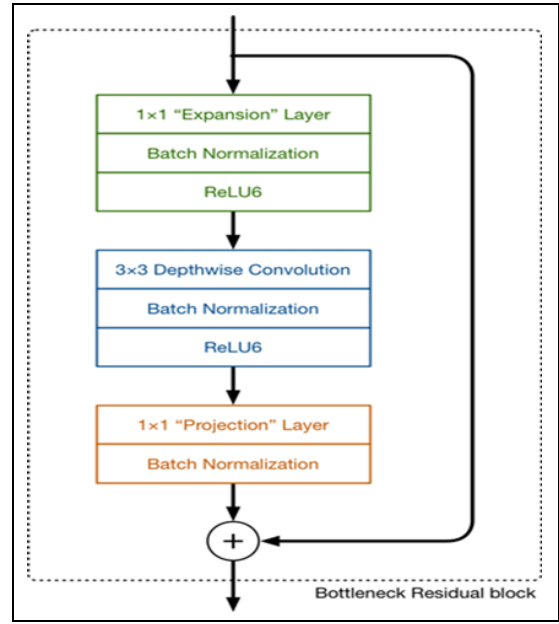 1×1 “Expansion” Layer
Batch Normalization
ReLU6
3×3 Depthwise Convolution
Batch Normalization
ReLU6
1×1 “Projection” Layer
Batch Normalization
+
Bottleneck Residual block